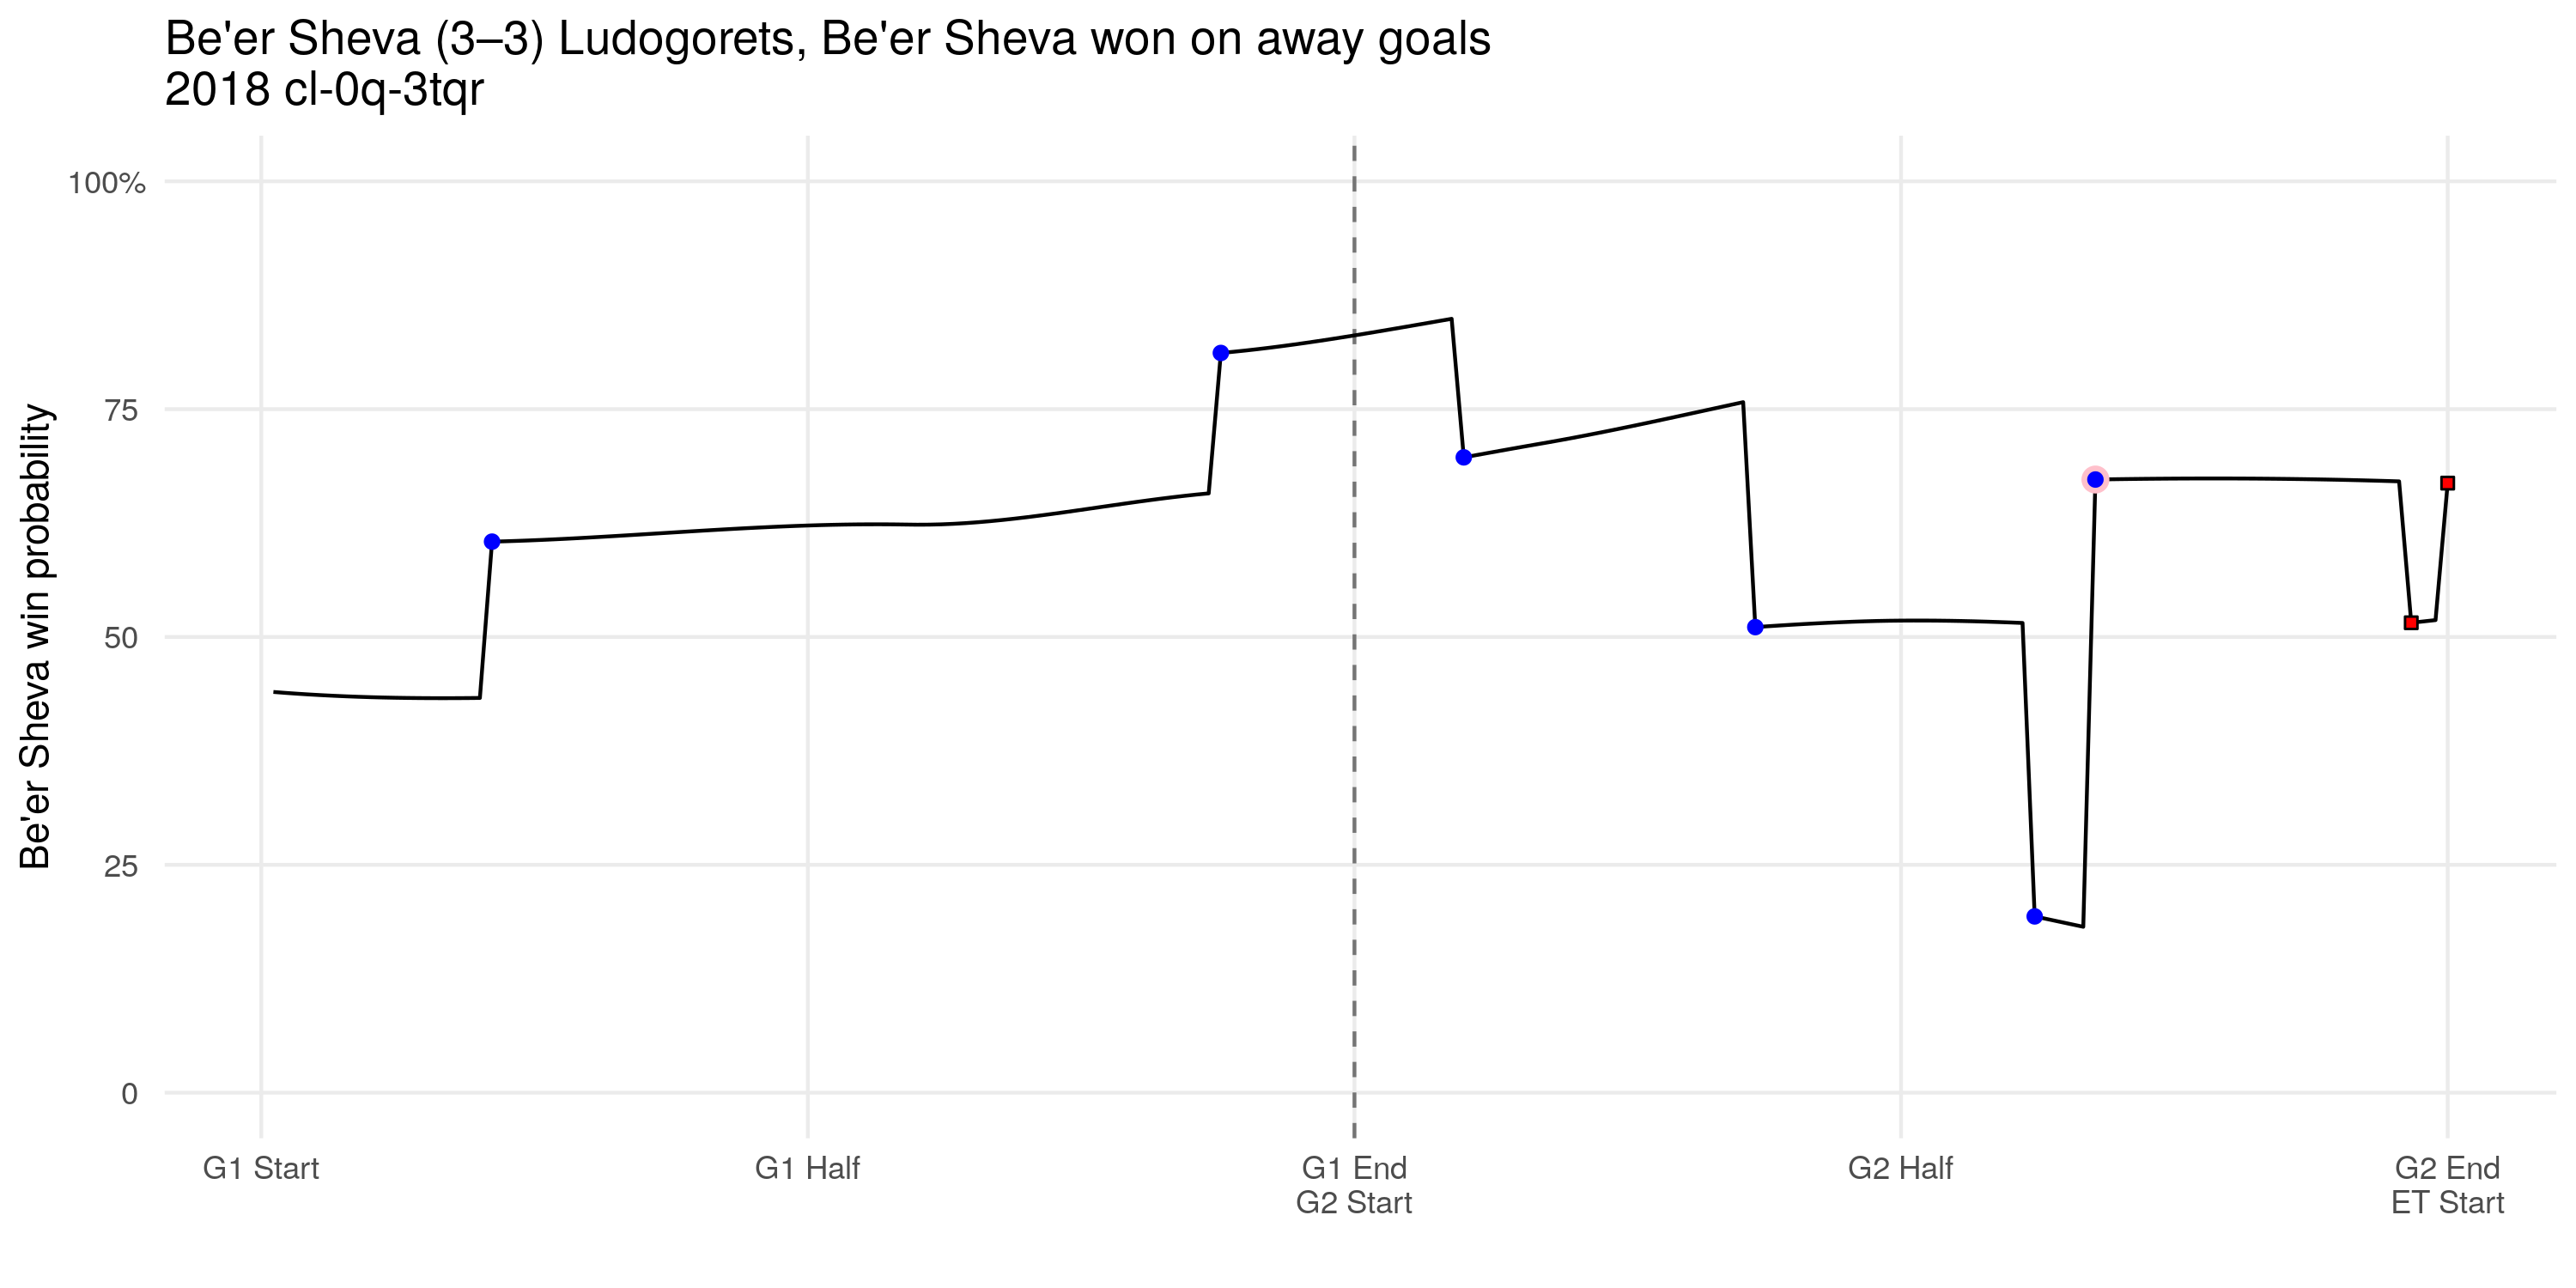 Be'er Sheva (3–3) Ludogorets, Be'er Sheva won on away goals
2018 cl-0q-3tqr
Be'er Sheva win probability
100%
75
50
25
0
G1 Start
G1 Half
G1 End
G2 Start
G2 Half
G2 End
ET Start